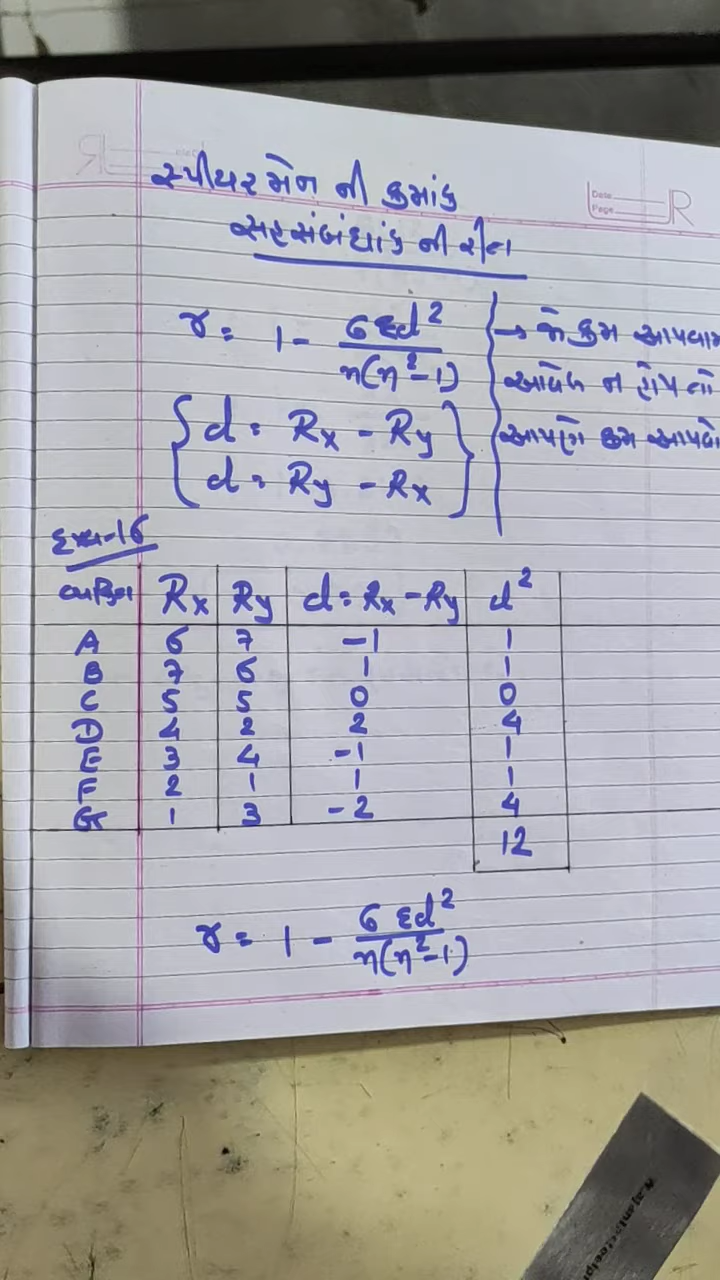 સ્પીયરમેન ની ક્રમાંક
સહસંબંધાંક ની રીત
Date
Page
R
r = 1 - 6Σd² / n(n²-1)
d = Rx - Ry
d = Ry - Rx
→ જો ક્રમ આપવામ
આવેલ ન હોય તો
આપણે ક્રમ આપવો
ઉદા-16
વ્યક્તિ Rx Ry d = Rx - Ry d²
A 6 7 -1 1
B 7 6 1 1
C 5 5 0 0
D 4 2 2 4
E 3 4 -1 1
F 2 1 1 1
G 1 3 -2 4
12
r = 1 - 6Σd² / n(n²-1)